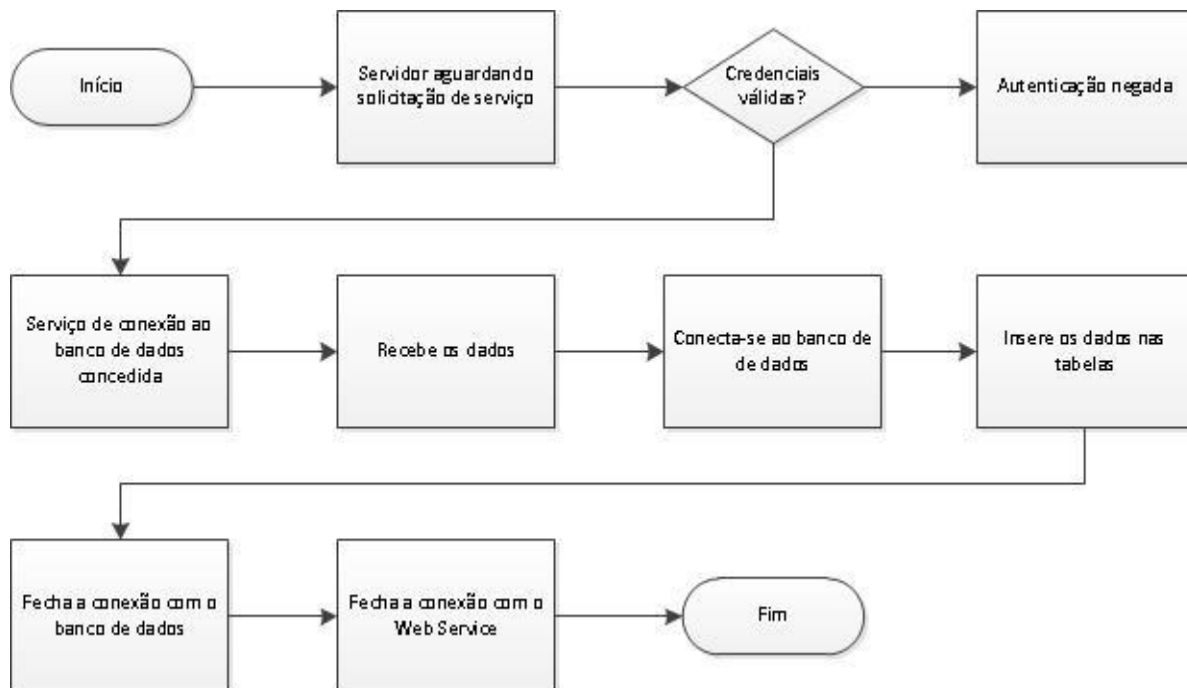 Início
Servidor aguardando
solicitação de serviço
Credenciais
válidas?
Autenticação negada
Serviço de conexão ao
banco de dados
concedida
Recebe os dados
Conecta-se ao banco de
de dados
Insere os dados nas
tabelas
Fecha a conexão com o
banco de dados
Fecha a conexão com o
Web Service
Fim